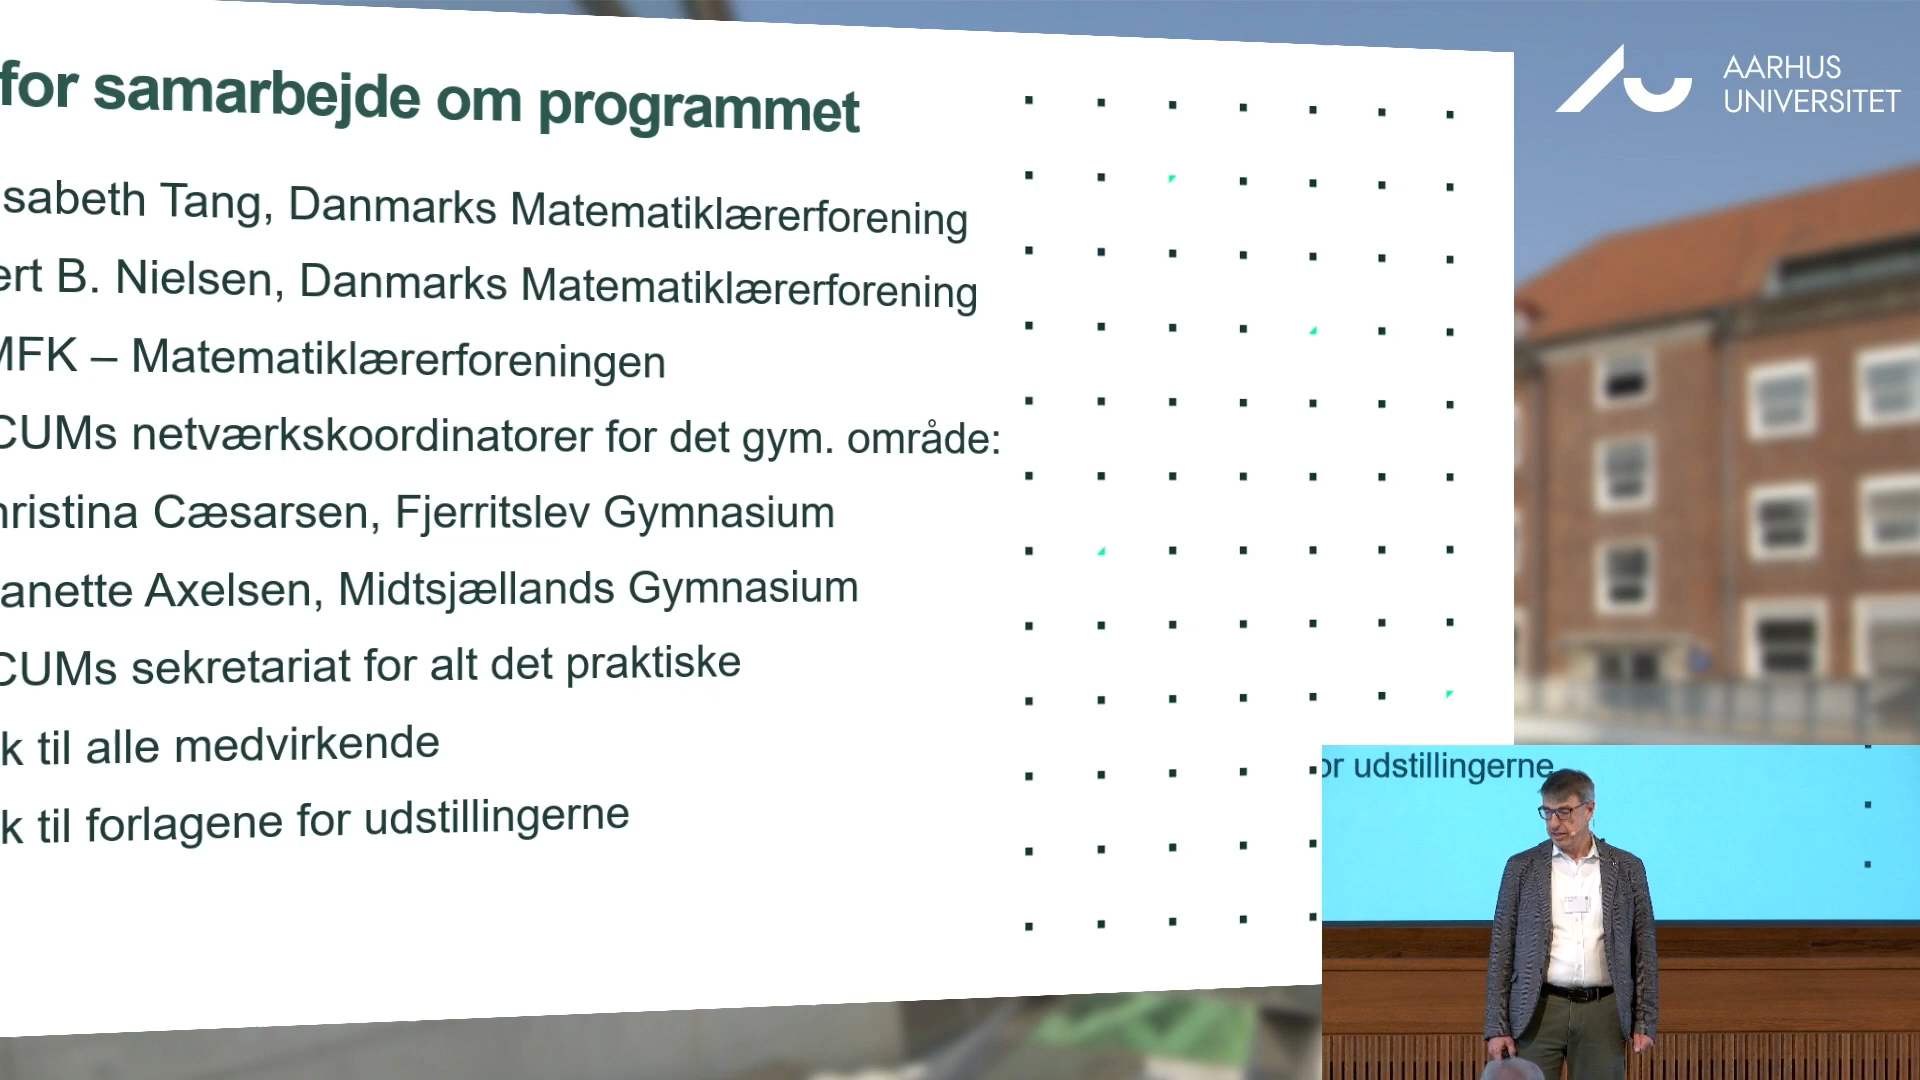 for samarbejde om programmet
sabeth Tang, Danmarks Matematiklærerforening
ert B. Nielsen, Danmarks Matematiklærerforening
MFK – Matematiklærerforeningen
CUMs netværkskoordinatorer for det gym. område:
hristina Cæsarsen, Fjerritslev Gymnasium
anette Axelsen, Midtsjællands Gymnasium
CUMs sekretariat for alt det praktiske
k til alle medvirkende
k til forlagene for udstillingerne
AARHUS
UNIVERSITET
or udstillingerne